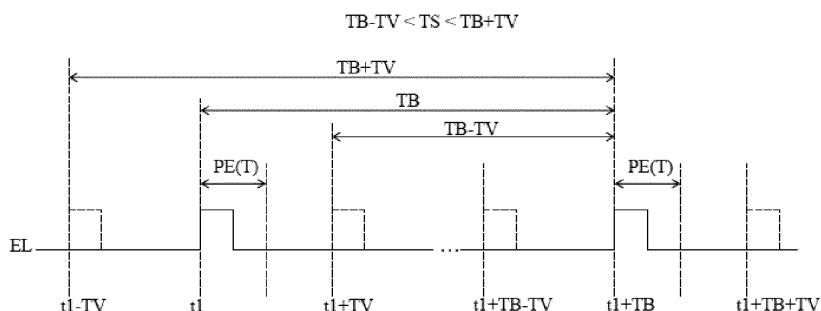 TB-TV < TS < TB+TV
TB+TV
TB
TB-TV
PE(T)
PE(T)
EL
...
t1-TV
t1
t1+TV
t1+TB-TV
t1+TB
t1+TB+TV